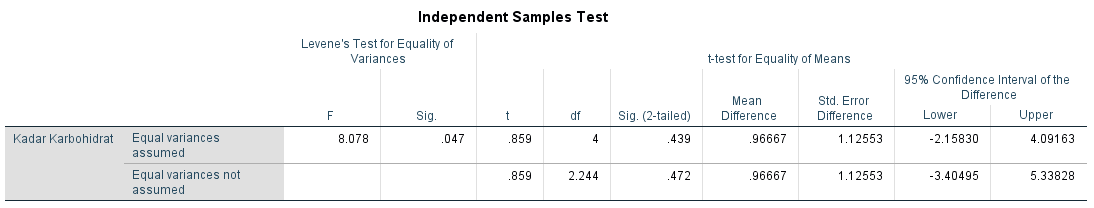 Independent Samples Test
Levene's Test for Equality of
Variances
t-test for Equality of Means
95% Confidence Interval of the
Difference
F Sig. t df Sig. (2-tailed) Mean
Difference Std. Error
Difference Lower Upper
Kadar Karbohidrat Equal variances
assumed 8.078 .047 .859 4 .439 .96667 1.12553 -2.15830 4.09163
Equal variances not
assumed .859 2.244 .472 .96667 1.12553 -3.40495 5.33828